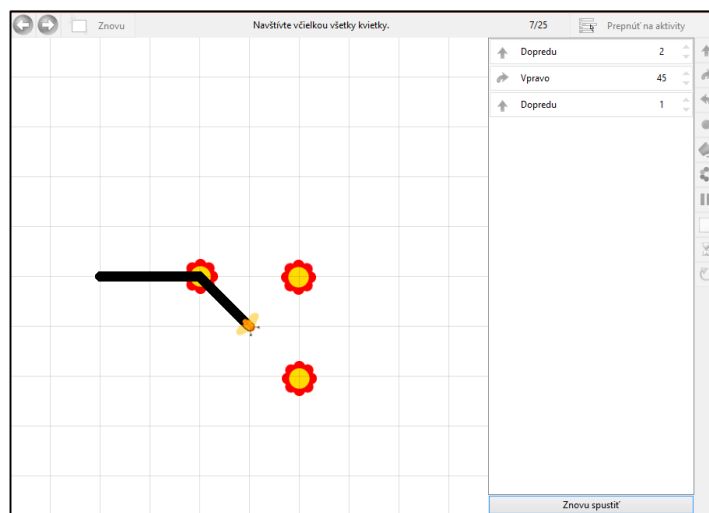 Znovu Navštívte včielkou všetky kvietky. 7/25 Prepnúť na aktivity
Dopredu 2
Vpravo 45
Dopredu 1
Znovu spustiť